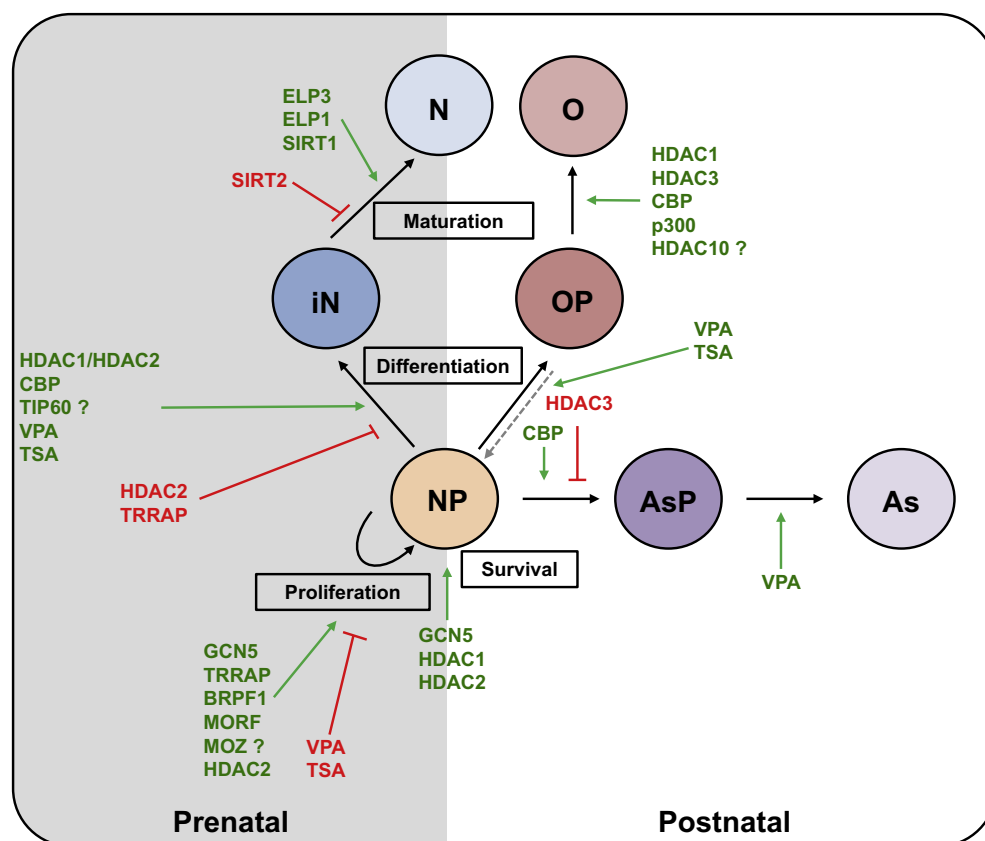 N
O
ELP3
ELP1
SIRT1
SIRT2
HDAC1
HDAC3
CBP
p300
HDAC10 ?
Maturation
iN
OP
VPA
TSA
HDAC1/HDAC2
CBP
TIP60 ?
VPA
TSA
Differentiation
HDAC3
CBP
HDAC2
TRRAP
NP
AsP
As
Survival
VPA
Proliferation
GCN5
HDAC1
HDAC2
GCN5
TRRAP
BRPF1
MORF
MOZ ?
HDAC2
VPA
TSA
Prenatal
Postnatal